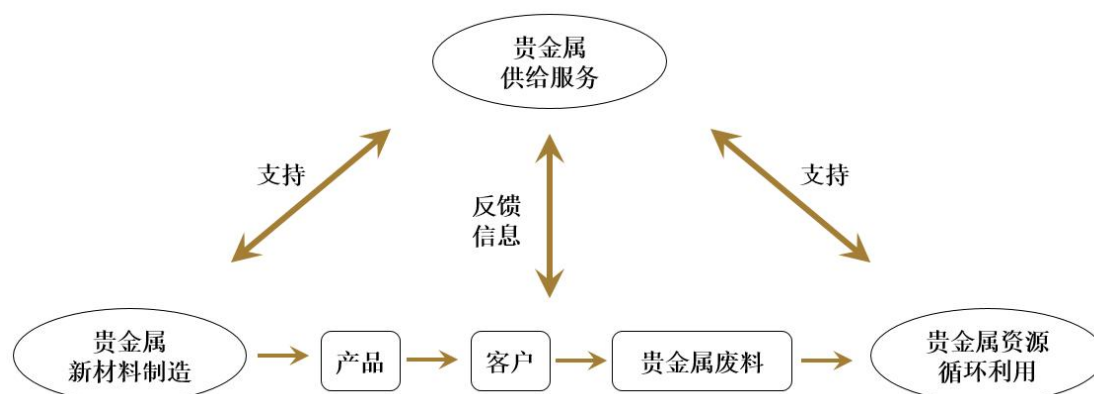 贵金属
供给服务
支持
支持
反馈
信息
贵金属
新材料制造
产品
客户
贵金属废料
贵金属资源
循环利用